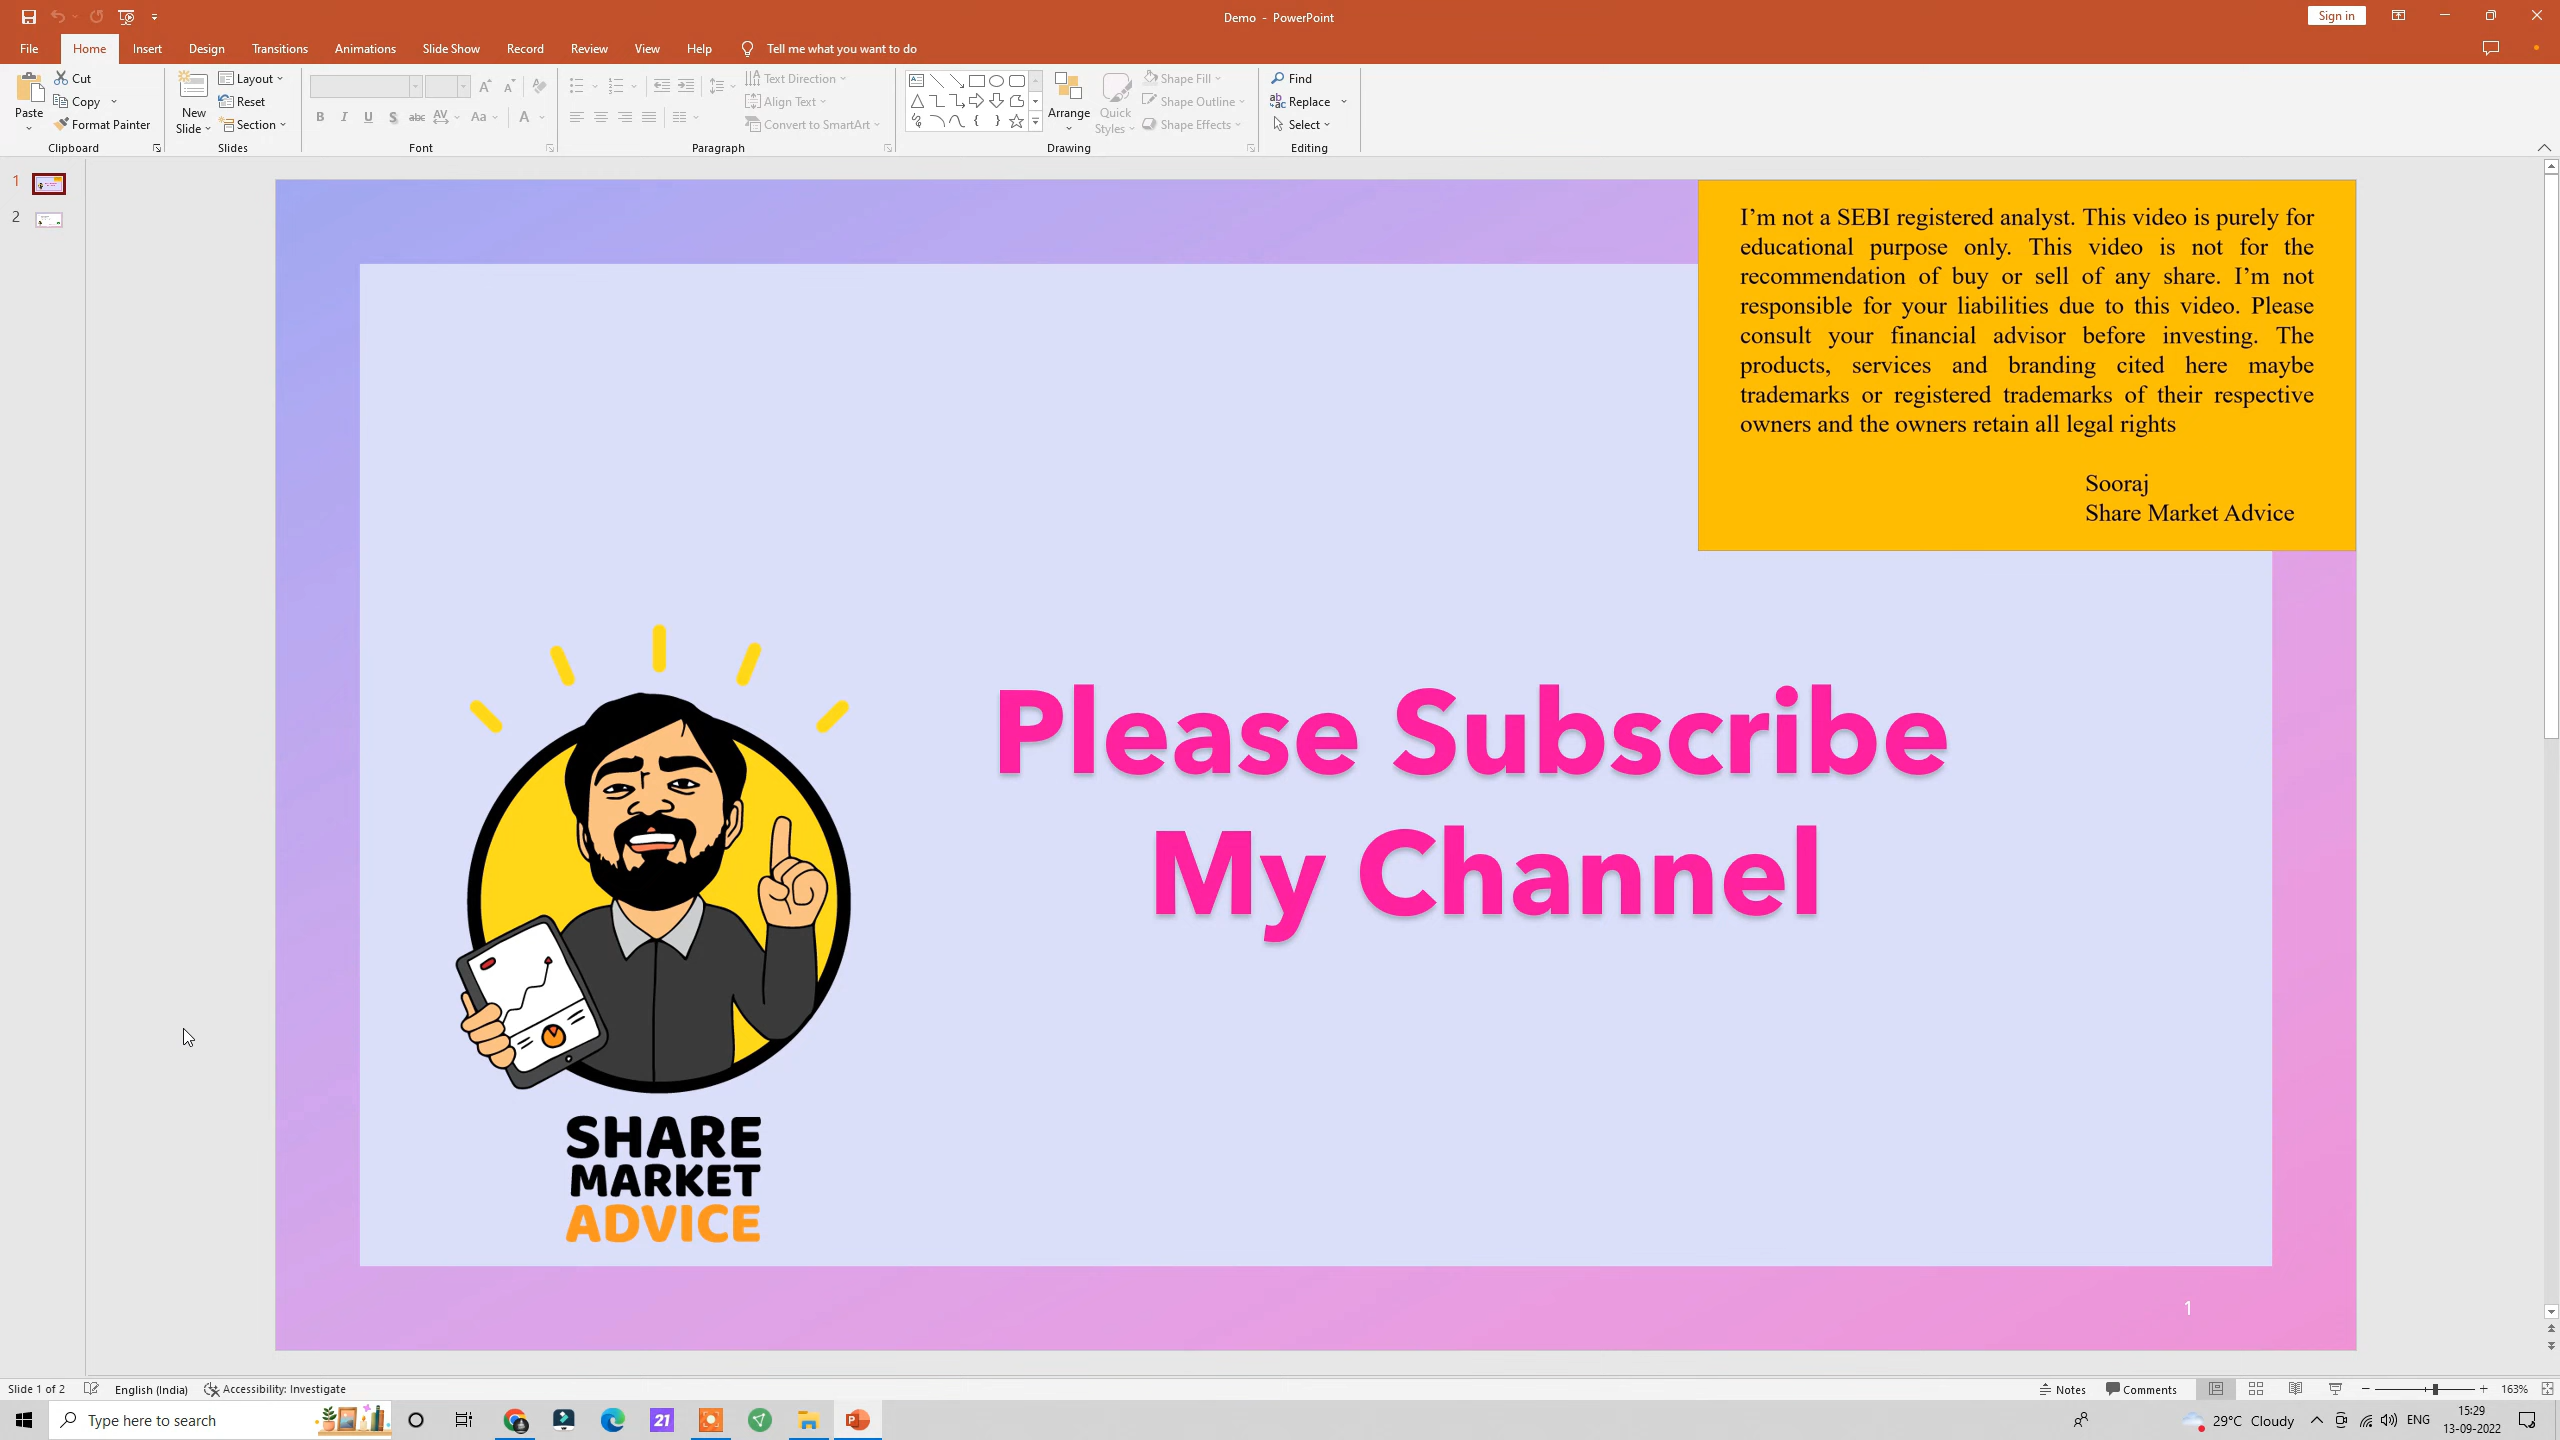 Demo - PowerPoint
Sign in
File Home Insert Design Transitions Animations Slide Show Record Review View Help Tell me what you want to do
Paste
Cut
Copy
Format Painter
Clipboard
New
Slide
Layout
Reset
Section
Slides
B I U S abc AV Aa A
Font
Text Direction
Align Text
Convert to SmartArt
Paragraph
Arrange
Quick
Styles
Shape Fill
Shape Outline
Shape Effects
Drawing
Find
Replace
Select
Editing
1
2
I’m not a SEBI registered analyst. This video is purely for
educational purpose only. This video is not for the
recommendation of buy or sell of any share. I’m not
responsible for your liabilities due to this video. Please
consult your financial advisor before investing. The
products, services and branding cited here maybe
trademarks or registered trademarks of their respective
owners and the owners retain all legal rights
Sooraj
Share Market Advice
Please Subscribe
My Channel
SHARE
MARKET
ADVICE
1
Slide 1 of 2 English (India) Accessibility: Investigate Notes Comments 163%
Type here to search
21
29°C Cloudy
ENG
15:29
13-09-2022